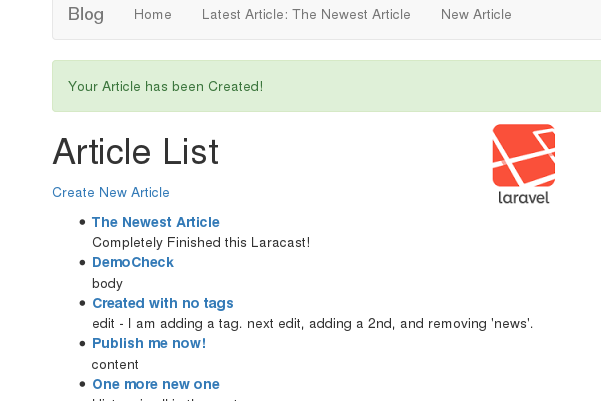 Blog Home Latest Article: The Newest Article New Article
Your Article has been Created!
Article List
laravel
Create New Article
The Newest Article
Completely Finished this Laracast!
DemoCheck
body
Created with no tags
edit - I am adding a tag. next edit, adding a 2nd, and removing 'news'.
Publish me now!
content
One more new one